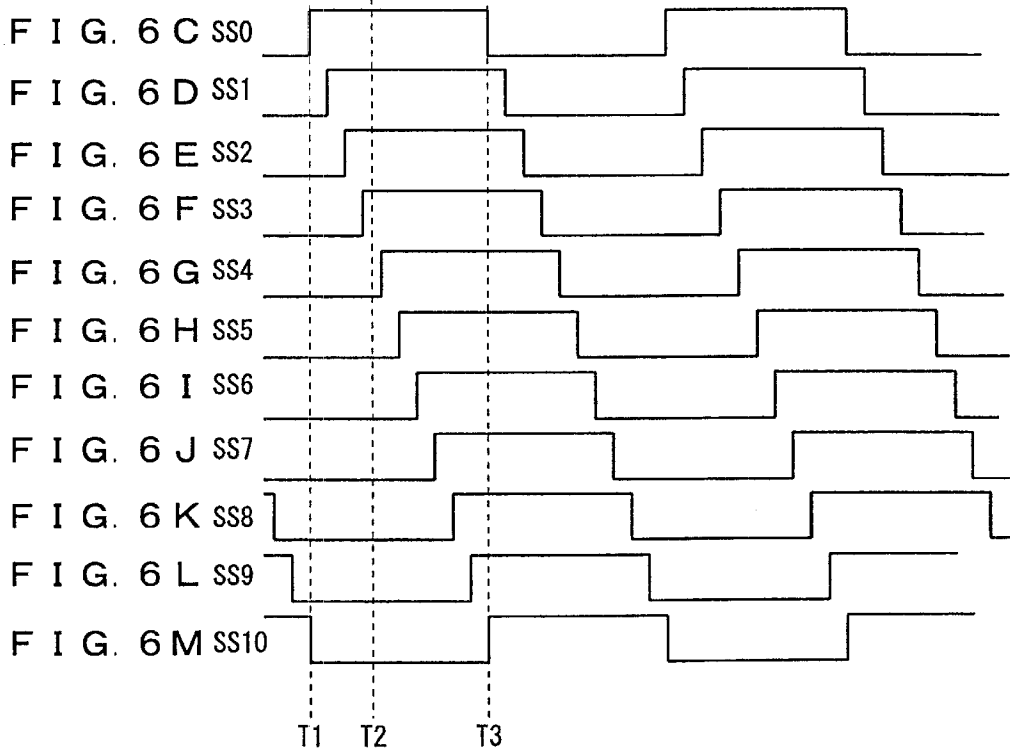 FIG. 6C SS0
FIG. 6D SS1
FIG. 6E SS2
FIG. 6F SS3
FIG. 6G SS4
FIG. 6H SS5
FIG. 6I SS6
FIG. 6J SS7
FIG. 6K SS8
FIG. 6L SS9
FIG. 6M SS10
T1 T2 T3